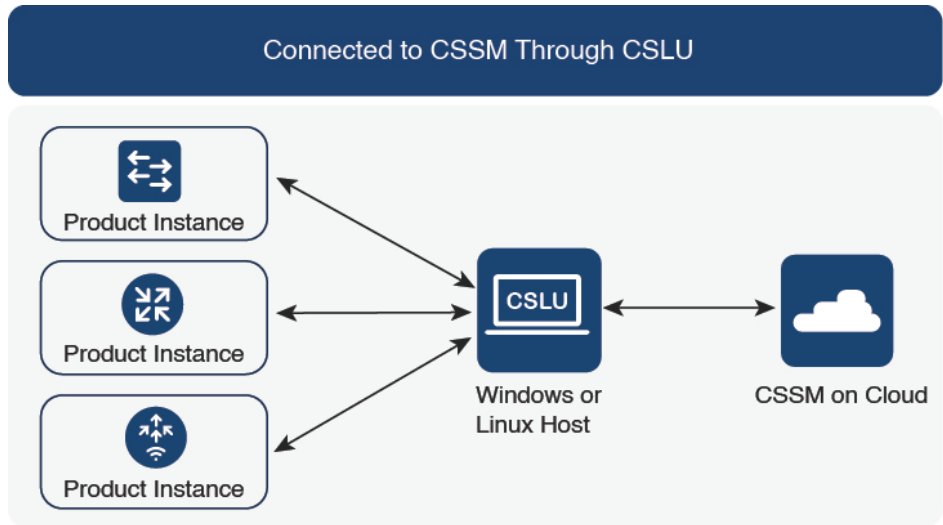 Connected to CSSM Through CSLU
Product Instance
Product Instance
Product Instance
CSLU
Windows or
Linux Host
CSSM on Cloud